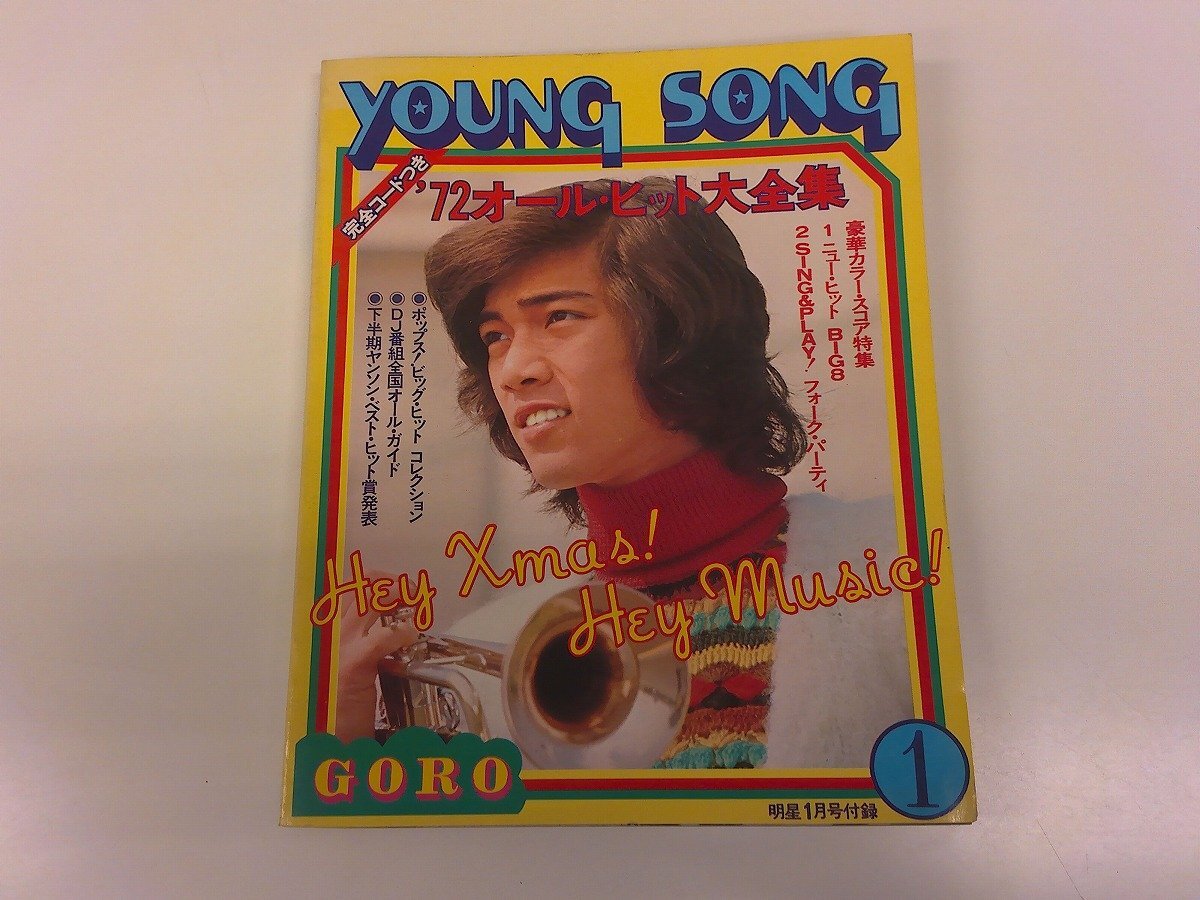 YOUNG SONG
完全コードつき
'72オール・ヒット大全集
豪華カラー・スコア特集
1 ニュー・ヒット BIG8
2 SING&PLAY! フォーク・パーティ
◉ポップス!ビッグ・ヒット コレクション
◉DJ番組全国オール・ガイド
◉下半期ヤンソン・ベスト・ヒット賞発表
Hey Xmas!
Hey Music!
GORO
1
明星1月号付録